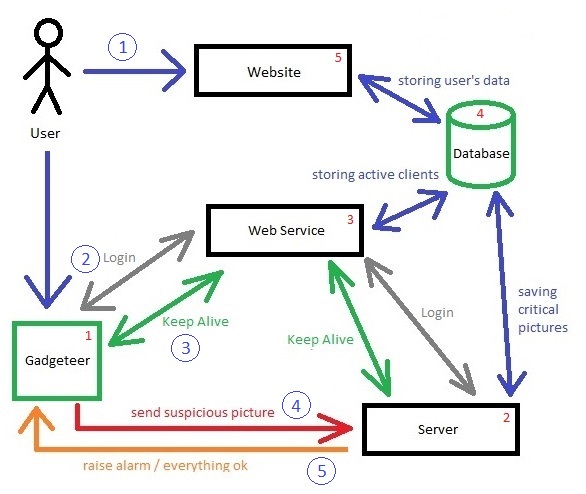 1
5
Website
storing user's data
User
4
Database
storing active clients
3
Web Service
2
Login
Keep Alive
3
Login
saving
critical
pictures
Keep Alive
1
Gadgeteer
send suspicious picture
4
2
Server
raise alarm / everything ok
5